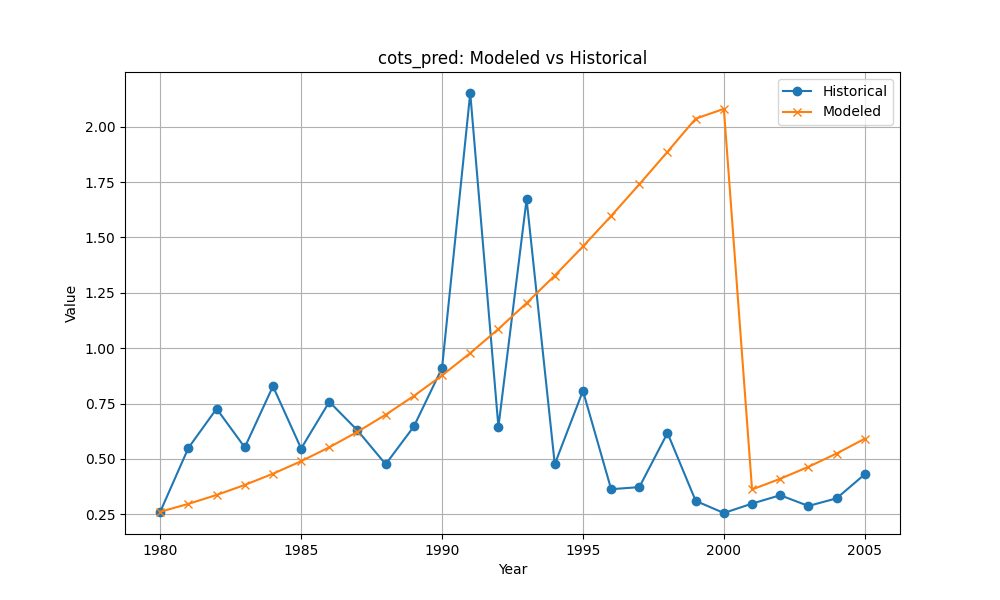 cots_pred: Modeled vs Historical
Historical
Modeled
Value
2.00
1.75
1.50
1.25
1.00
0.75
0.50
0.25
1980 1985 1990 1995 2000 2005
Year